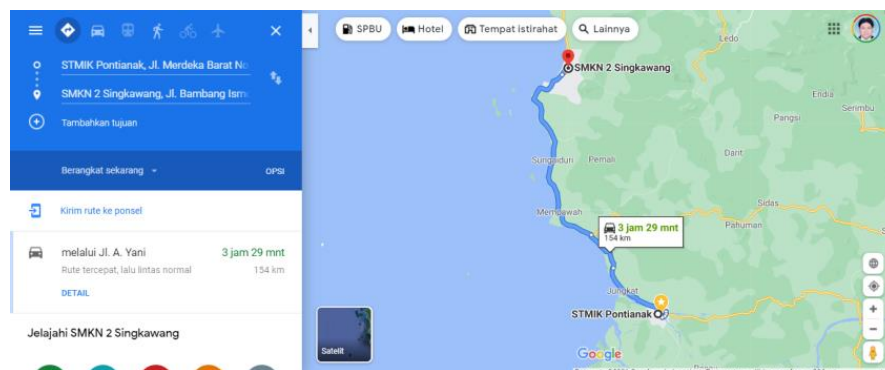 STMIK Pontianak, Jl. Merdeka Barat No
SMKN 2 Singkawang, Jl. Bambang Ism
Tambahkan tujuan
Berangkat sekarang
OPSI
Kirim rute ke ponsel
melalui Jl. A. Yani 3 jam 29 mnt
Rute tercepat, lalu lintas normal 154 km
DETAIL
Jelajahi SMKN 2 Singkawang
SPBU
Hotel
Tempat istirahat
Lainnya
Ledo
SMKN 2 Singkawang
Endia
Serimbu
Pangsi
Sungaiduri
Pemali
Darit
Sidas
Mempawah
Pahuman
3 jam 29 mnt
154 km
Jungkat
STMIK Pontianak
Satelit
Google